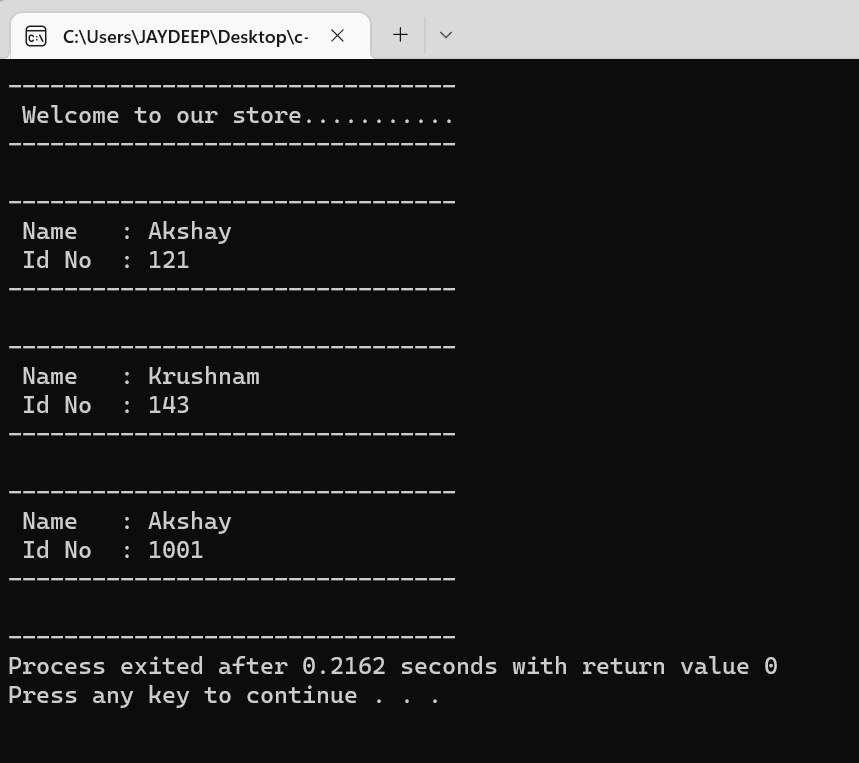 C:\Users\JAYDEEP\Desktop\c-
--------------------------------
Welcome to our store...........
--------------------------------
--------------------------------
Name   : Akshay
Id No  : 121
--------------------------------
--------------------------------
Name   : Krushnam
Id No  : 143
--------------------------------
--------------------------------
Name   : Akshay
Id No  : 1001
--------------------------------
--------------------------------
Process exited after 0.2162 seconds with return value 0
Press any key to continue . . .